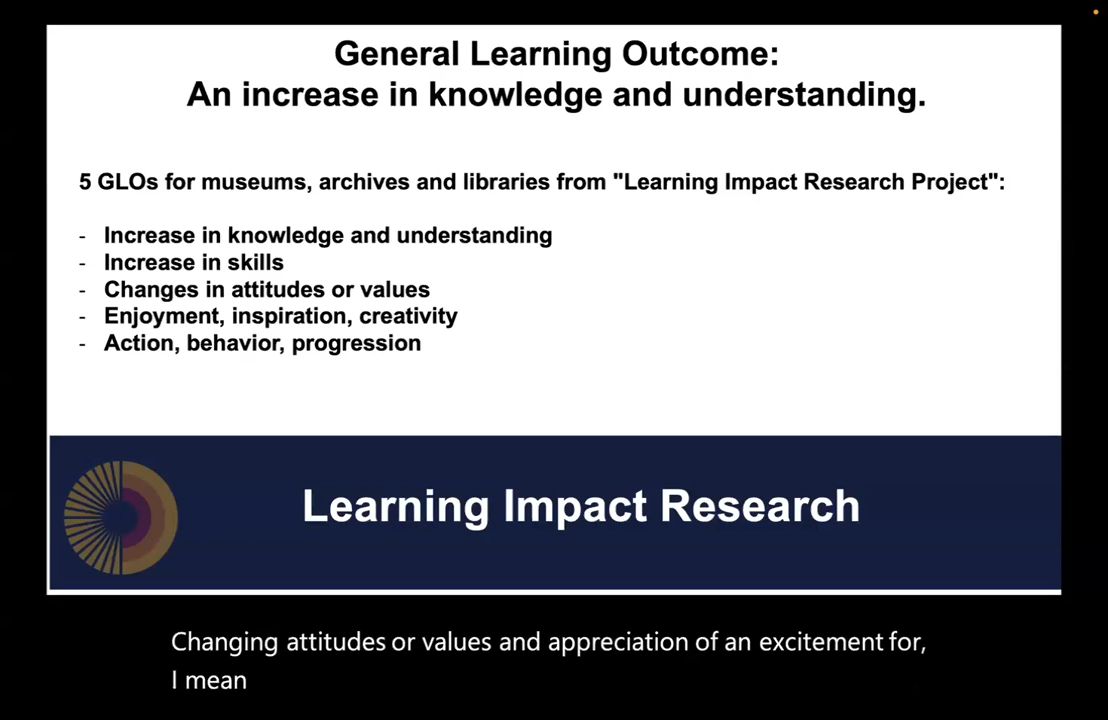 General Learning Outcome:
An increase in knowledge and understanding.
5 GLOs for museums, archives and libraries from "Learning Impact Research Project":
- Increase in knowledge and understanding
- Increase in skills
- Changes in attitudes or values
- Enjoyment, inspiration, creativity
- Action, behavior, progression
Learning Impact Research
Changing attitudes or values and appreciation of an excitement for,
I mean